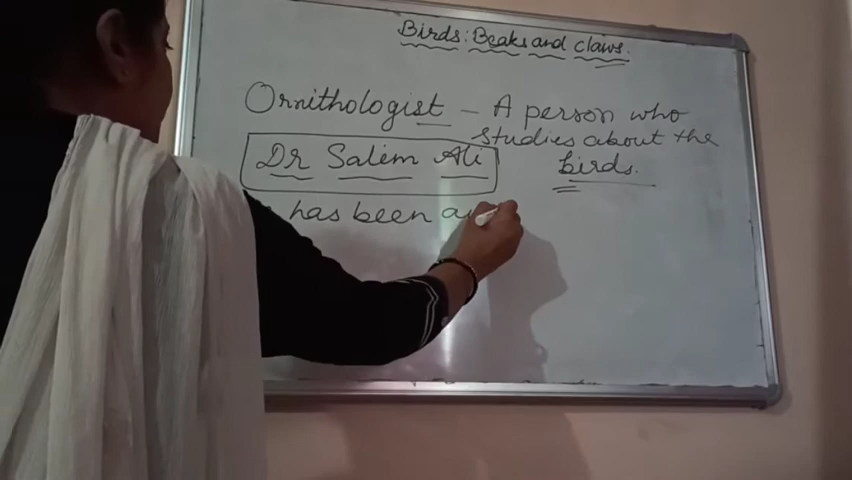 Birds: Beaks and claws.
Ornithologist – A person who
studies about the
birds.
Dr Salem Ali
has been